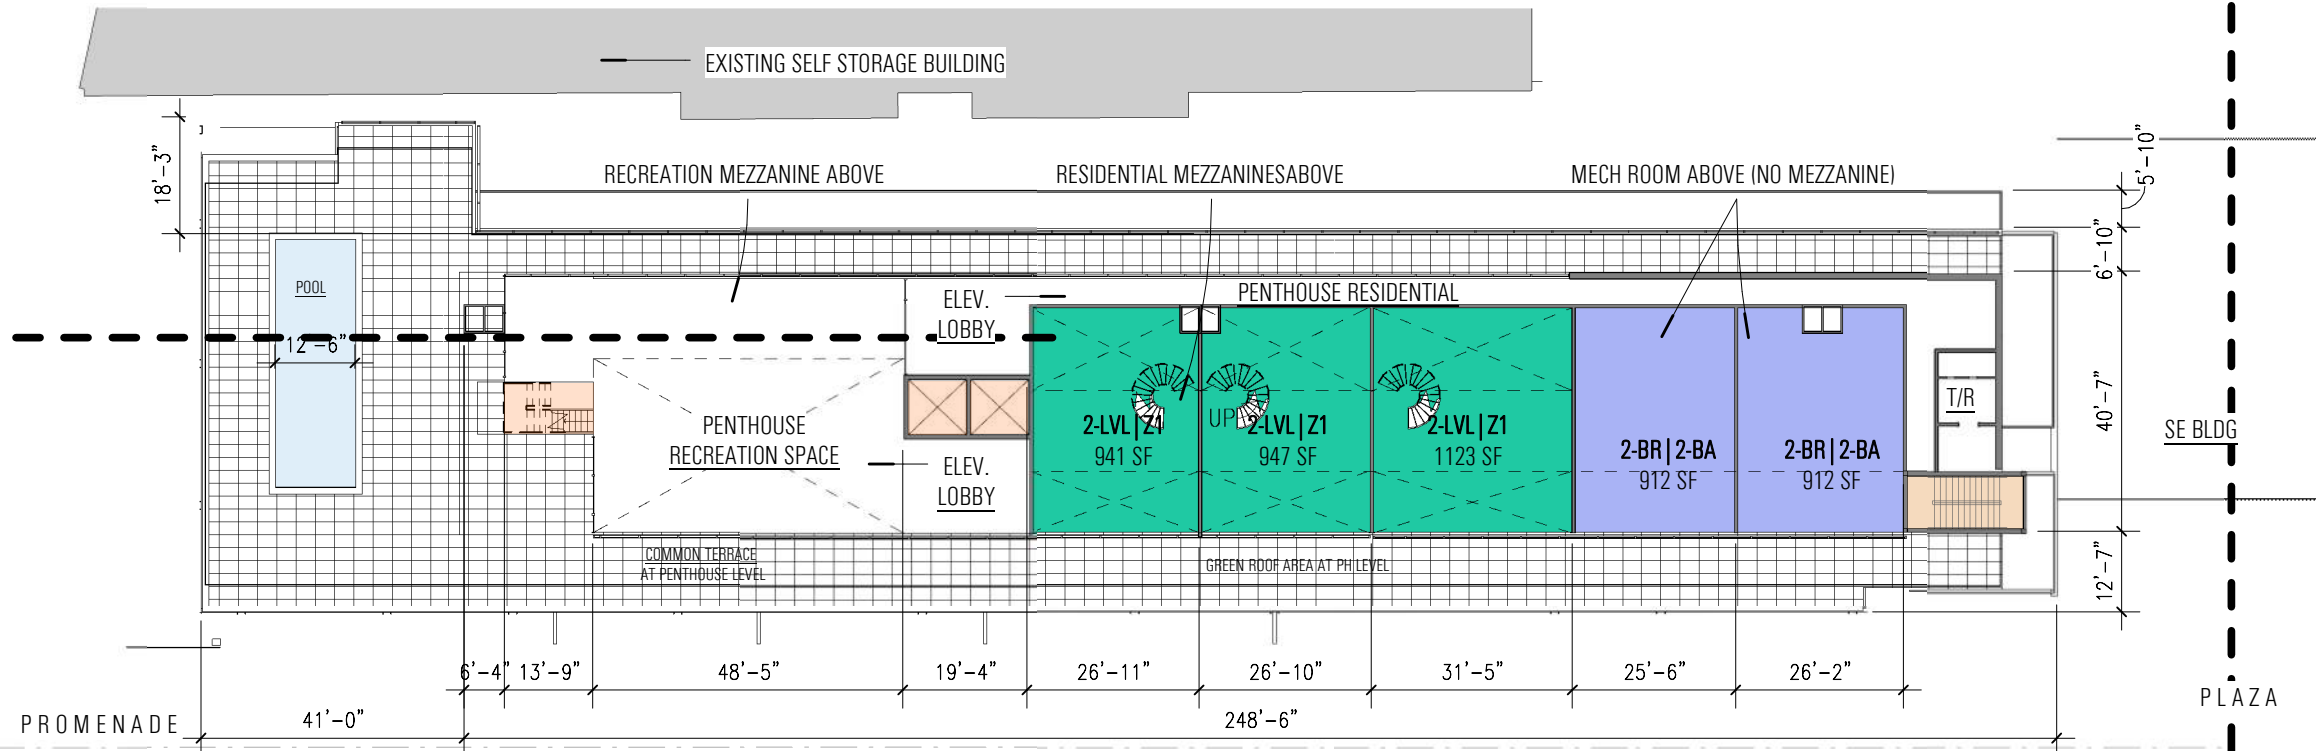 EXISTING SELF STORAGE BUILDING
18'-3"
5'-10"
RECREATION MEZZANINE ABOVE
RESIDENTIAL MEZZANINESABOVE
MECH ROOM ABOVE (NO MEZZANINE)
6'-10"
POOL
ELEV.
LOBBY
PENTHOUSE RESIDENTIAL
12'-6"
40'-7"
T/R
SE BLDG
PENTHOUSE
RECREATION SPACE
UP
2-LVL|Z1
941 SF
2-LVL|Z1
947 SF
2-LVL|Z1
1123 SF
2-BR|2-BA
912 SF
2-BR|2-BA
912 SF
ELEV.
LOBBY
COMMON TERRACE
AT PENTHOUSE LEVEL
GREEN ROOF AREA AT PH LEVEL
12'-7"
6'-4"
13'-9"
48'-5"
19'-4"
26'-11"
26'-10"
31'-5"
25'-6"
26'-2"
PROMENADE
41'-0"
248'-6"
PLAZA